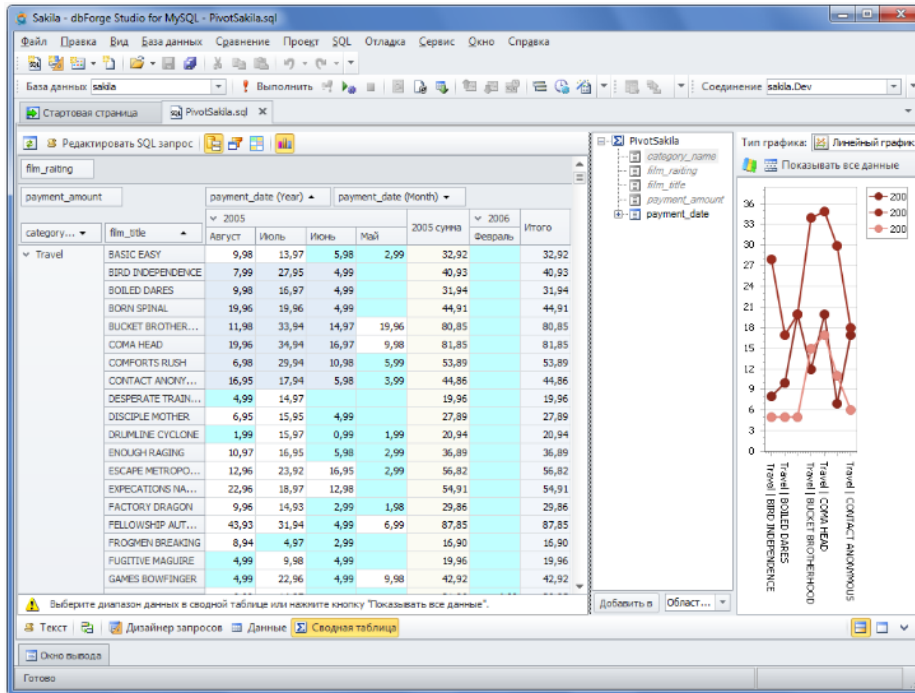 Sakila - dbForge Studio for MySQL - PivotSakila.sql
Файл Правка Вид База данных Сравнение Проект SQL Отладка Сервис Окно Справка
База данных sakila Выполнить Соединение sakila.Dev
Стартовая страница PivotSakila.sql
Редактировать SQL запрос
film_raiting
payment_amount payment_date (Year) payment_date (Month)
2005 2005 сумма 2006 Итого
category... film_title Август Июль Июнь Май Февраль
Travel BASIC EASY 9,98 13,97 5,98 2,99 32,92 32,92
BIRD INDEPENDENCE 7,99 27,95 4,99 40,93 40,93
BOILED DARES 9,98 16,97 4,99 31,94 31,94
BORN SPINAL 19,96 19,96 4,99 44,91 44,91
BUCKET BROTHER... 11,98 33,94 14,97 19,96 80,85 80,85
COMA HEAD 19,96 34,94 16,97 9,98 81,85 81,85
COMFORTS RUSH 6,98 29,94 10,98 5,99 53,89 53,89
CONTACT ANONY... 16,95 17,94 5,98 3,99 44,86 44,86
DESPERATE TRAIN... 4,99 14,97 19,96 19,96
DISCIPLE MOTHER 6,95 15,95 4,99 27,89 27,89
DRUMLINE CYCLONE 1,99 15,97 0,99 1,99 20,94 20,94
ENOUGH RAGING 10,97 16,95 5,98 2,99 36,89 36,89
ESCAPE METROPO... 12,96 23,92 16,95 2,99 56,82 56,82
EXPECATIONS NA... 22,96 18,97 12,98 54,91 54,91
FACTORY DRAGON 9,96 14,93 2,99 1,98 29,86 29,86
FELLOWSHIP AUT... 43,93 31,94 4,99 6,99 87,85 87,85
FROGMEN BREAKING 8,94 4,97 2,99 16,90 16,90
FUGITIVE MAGUIRE 4,99 9,98 4,99 19,96 19,96
GAMES BOWFINGER 4,99 22,96 4,99 9,98 42,92 42,92
Выберите диапазон данных в сводной таблице или нажмите кнопку "Показывать все данные".
PivotSakila
category_name
film_raiting
film_title
payment_amount
payment_date
Добавить в Област...
Тип графика: Линейный график
Показывать все данные
36
33
30
27
24
21
18
15
12
9
6
3
0
200
200
200
Travel | BIRD INDEPENDENCE
Travel | BOILED DARES
Travel | BUCKET BROTHERHOOD
Travel | COMA HEAD
Travel | CONTACT ANONYMOUS
Текст Дизайнер запросов Данные Сводная таблица
Окно вывода
Готово